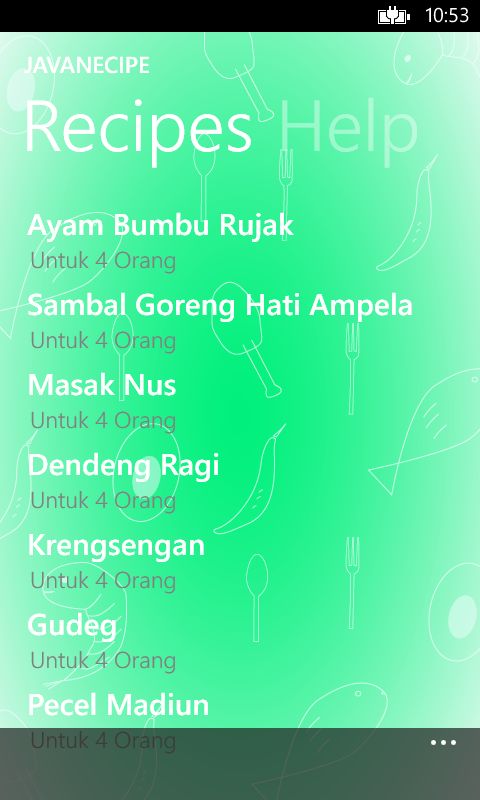 10:53
JAVANECIPE
Recipes Help
Ayam Bumbu Rujak
Untuk 4 Orang
Sambal Goreng Hati Ampela
Untuk 4 Orang
Masak Nus
Untuk 4 Orang
Dendeng Ragi
Untuk 4 Orang
Krengsengan
Untuk 4 Orang
Gudeg
Untuk 4 Orang
Pecel Madiun
Untuk 4 Orang